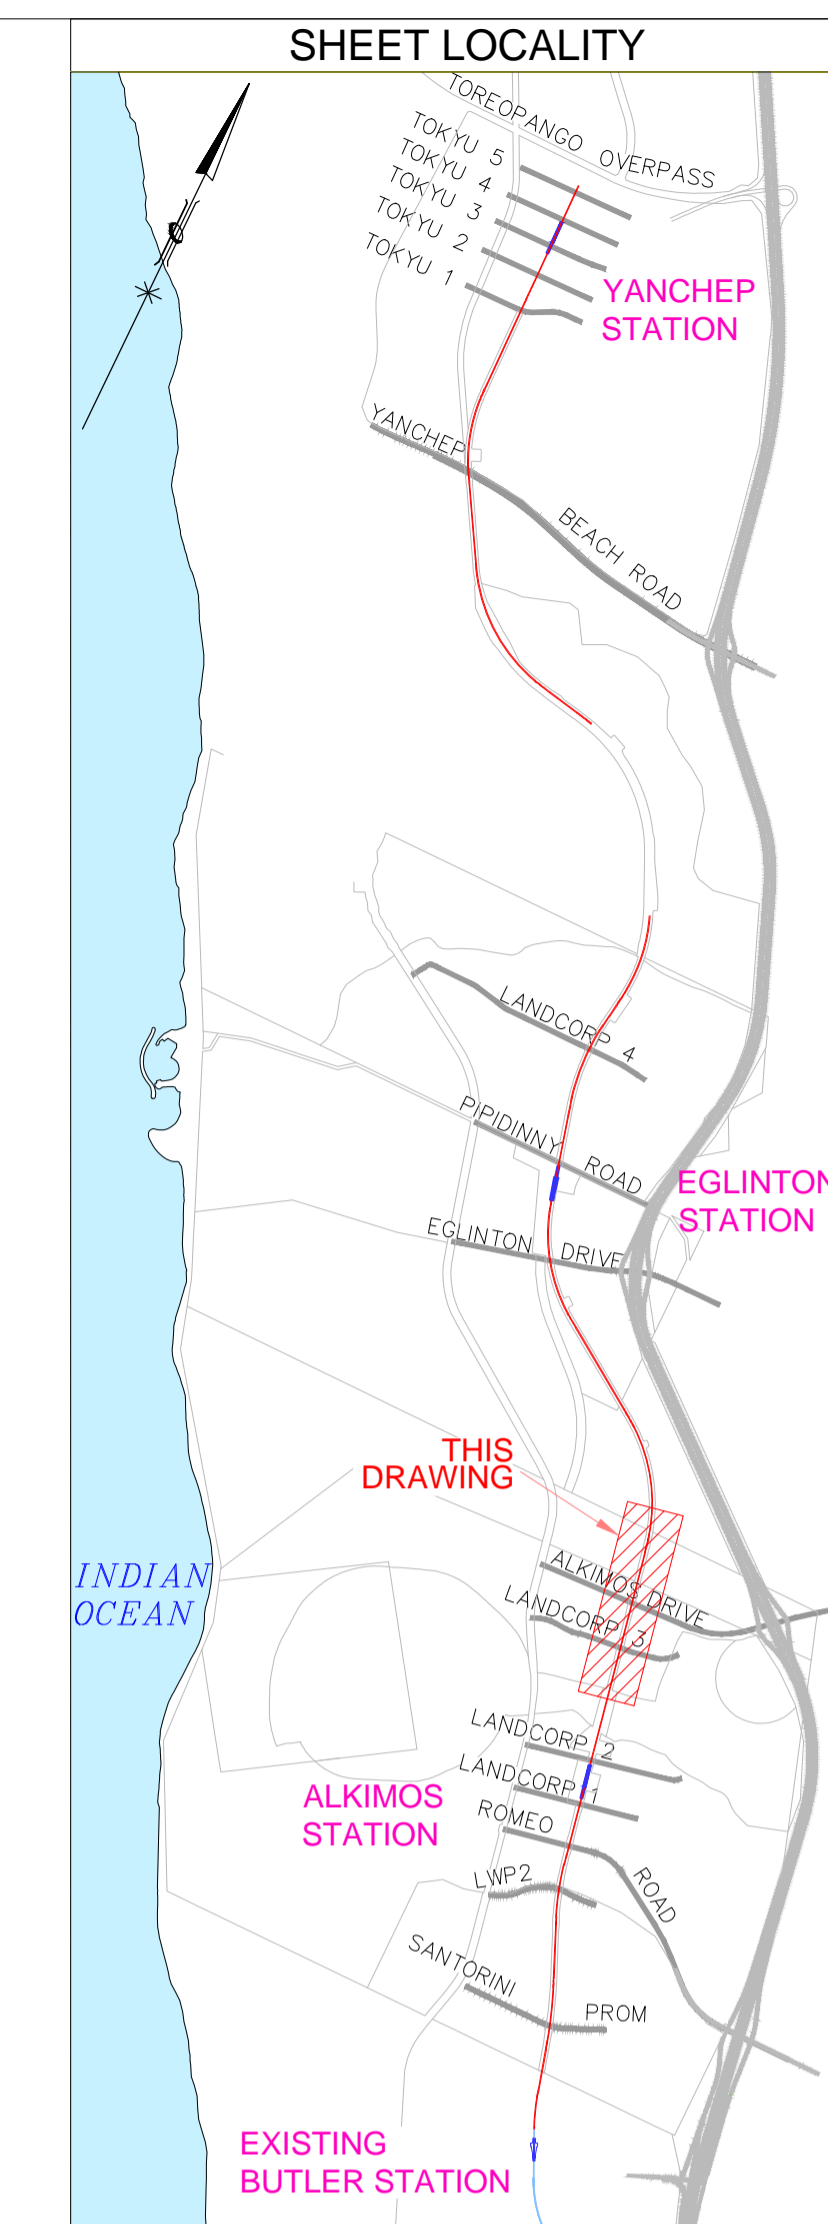 SHEET LOCALITY
TOREOPANGO OVERPASS
TOKYU 5
TOKYU 4
TOKYU 3
TOKYU 2
TOKYU 1
YANCHEP
STATION
YANCHEP BEACH ROAD
LANDCORP 4
PIPIDINNY ROAD
EGLINTON
STATION
EGLINTON DRIVE
THIS
DRAWING
ALKIMOS DRIVE
LANDCORP 3
INDIAN
OCEAN
LANDCORP 2
LANDCORP 1
ALKIMOS
STATION
ROMEO ROAD
LWP2
SANTORINI PROM
EXISTING
BUTLER STATION